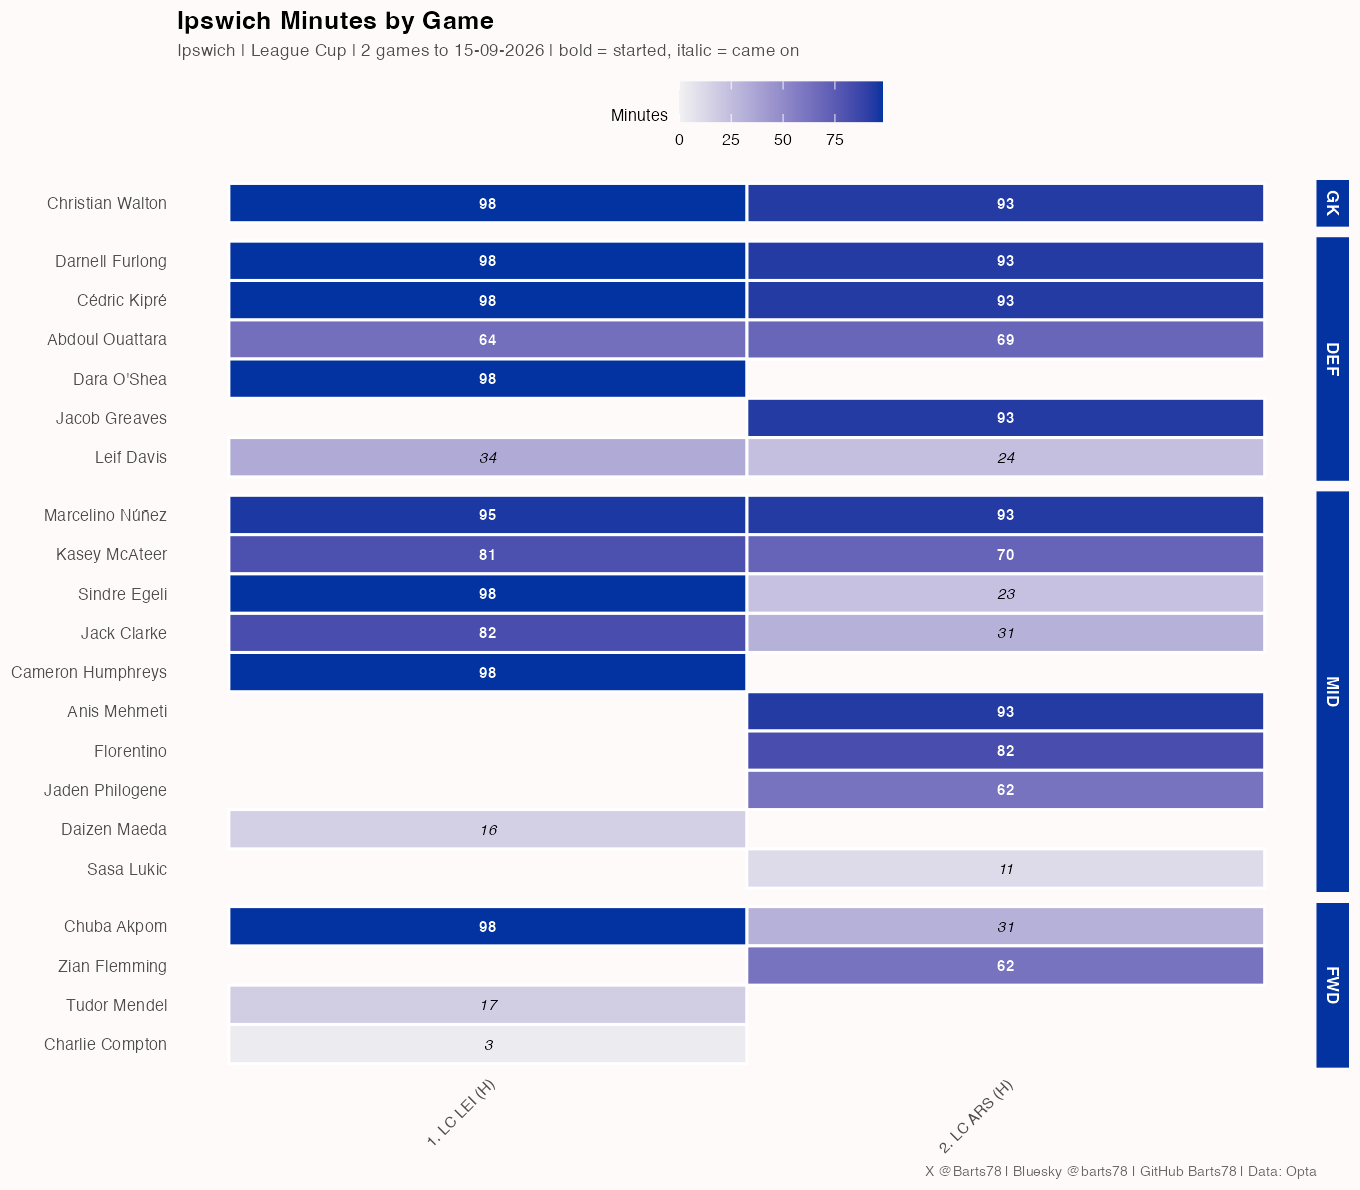 Ipswich Minutes by Game
Ipswich | League Cup | 2 games to 15-09-2026 | bold = started, italic = came on
Minutes
0 25 50 75
Christian Walton 98 93
GK
Darnell Furlong 98 93
Cédric Kipré 98 93
Abdoul Ouattara 64 69
Dara O'Shea 98
Jacob Greaves 93
Leif Davis 34 24
DEF
Marcelino Núñez 95 93
Kasey McAteer 81 70
Sindre Egeli 98 23
Jack Clarke 82 31
Cameron Humphreys 98
Anis Mehmeti 93
Florentino 82
Jaden Philogene 62
Daizen Maeda 16
Sasa Lukic 11
MID
Chuba Akpom 98 31
Zian Flemming 62
Tudor Mendel 17
Charlie Compton 3
FWD
1. LC LEI (H)
2. LC ARS (H)
X @Barts78 | Bluesky @barts78 | GitHub Barts78 | Data: Opta